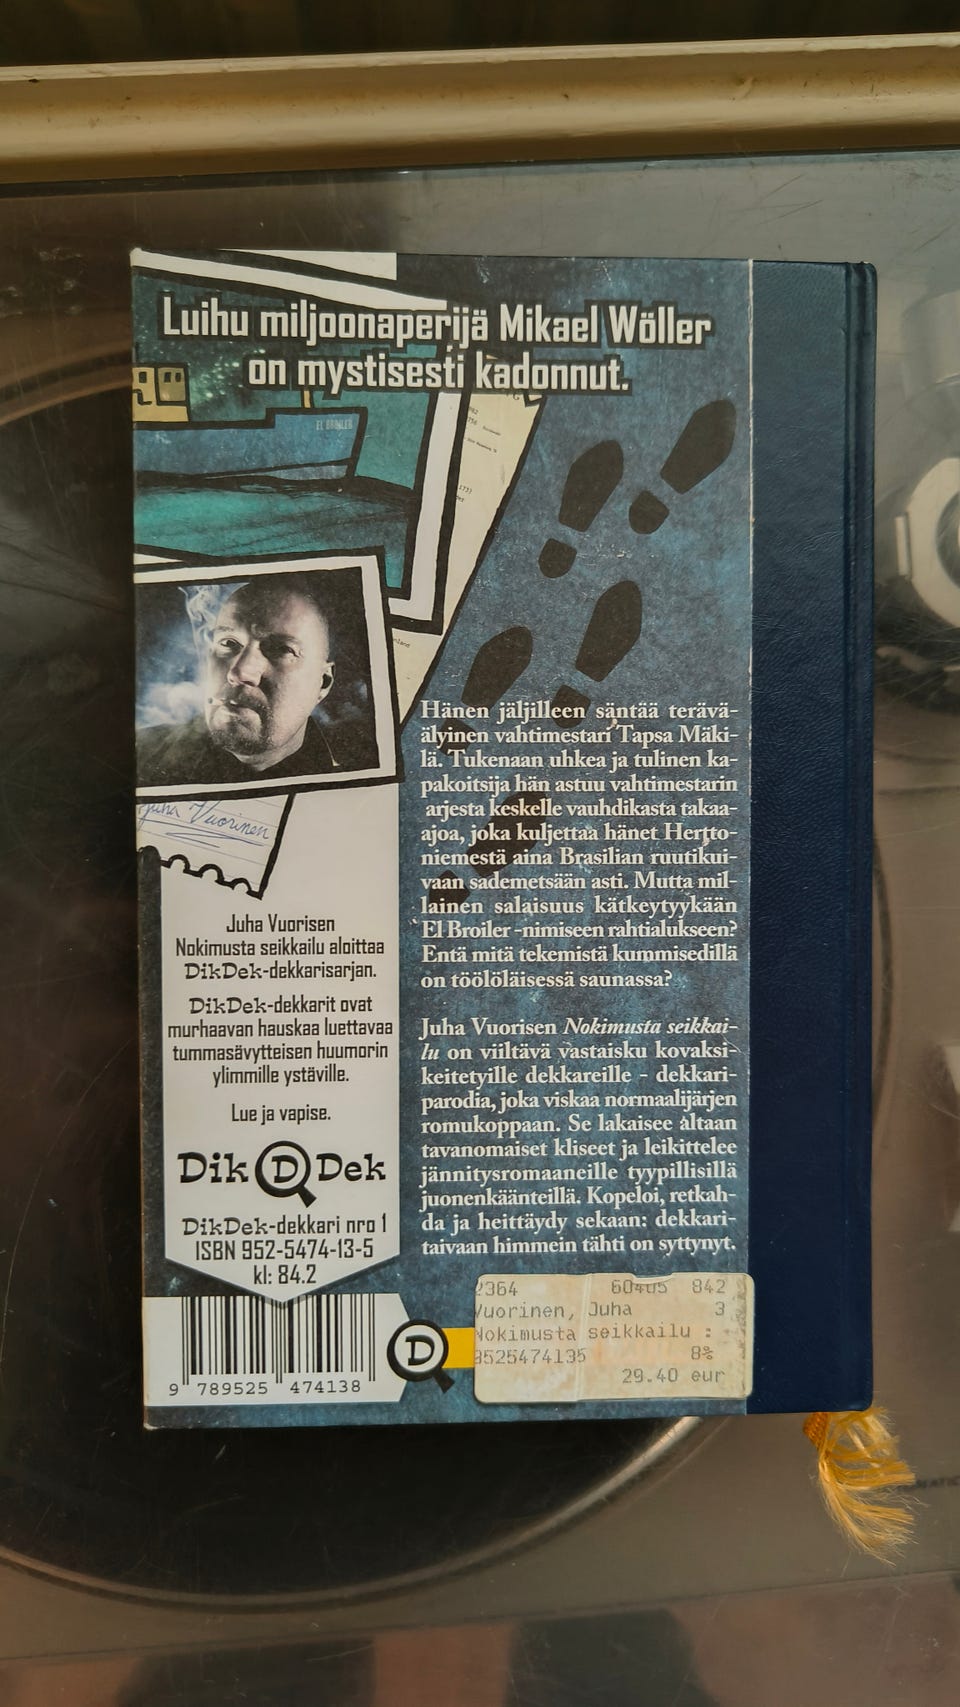 Luihu miljoonaperijä Mikael Wöller
on mystisesti kadonnut.
EL BROILER
Juha Vuorinen
Hänen jäljilleen säntää terävä-
älyinen vahtimestari Tapsa Mäki-
lä. Tukenaan uhkea ja tulinen ka-
pakoitsija hän astuu vahtimestarin
arjesta keskelle vauhdikasta takaa-
ajoa, joka kuljettaa hänet Hertto-
niemestä aina Brasilian ruutikui-
vaan sademetsään asti. Mutta mil-
lainen salaisuus kätkeytyykään
El Broiler -nimiseen rahtialukseen?
Entä mitä tekemistä kummisedillä
on töölöläisessä saunassa?
Juha Vuorisen Nokimusta seikkai-
lu on viiltävä vastaisku kovaksi-
keitetyille dekkareille - dekkari-
parodia, joka viskaa normaalijärjen
romukoppaan. Se lakaisee altaan
tavanomaiset kliseet ja leikittelee
jännitysromaaneille tyypillisillä
juonenkäänteillä. Kopeloi, retkah-
da ja heittäydy sekaan: dekkari-
taivaan himmein tähti on syttynyt.
Juha Vuorisen
Nokimusta seikkailu aloittaa
DikDek-dekkarisarjan.
DikDek-dekkarit ovat
murhaavan hauskaa luettavaa
tummasävytteisen huumorin
ylimmille ystäville.
Lue ja vapise.
Dik D Dek
DikDek-dekkari nro 1
ISBN 952-5474-13-5
kl: 84.2
9 789525 474138
D
2364 60405 842
Vuorinen, Juha 3
Nokimusta seikkailu :
9525474135 8%
29.40 eur